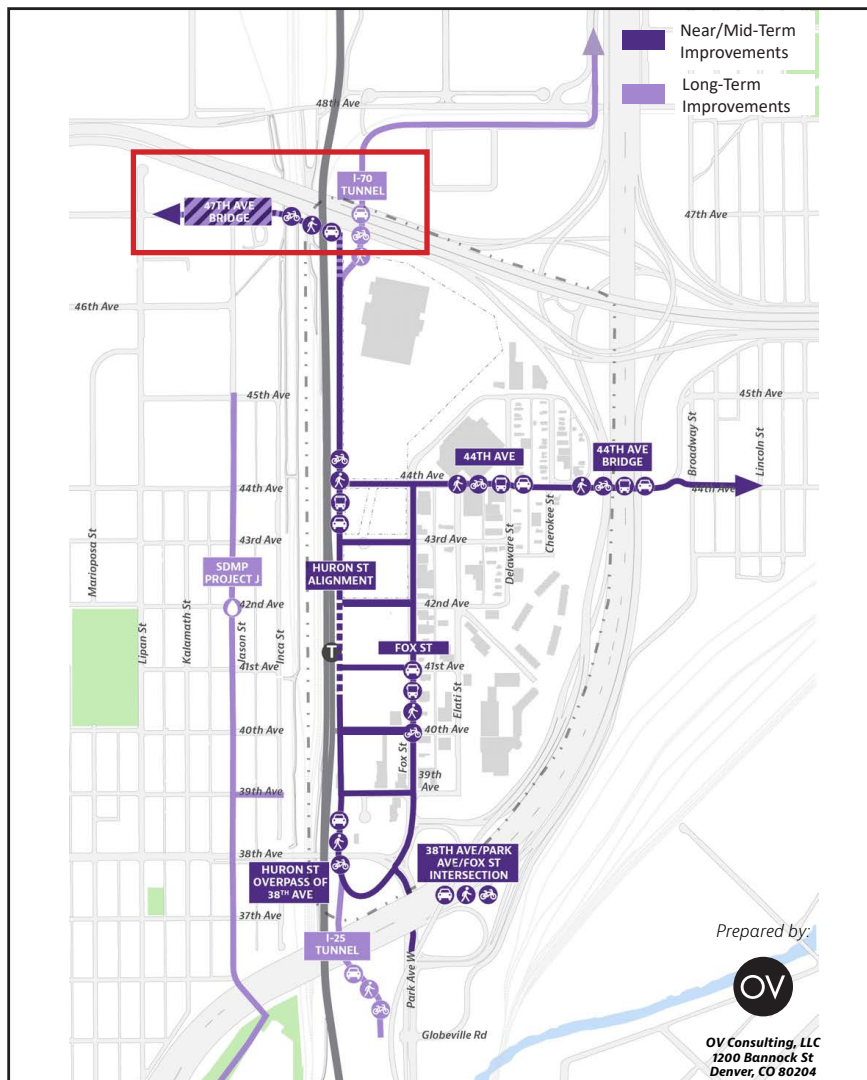 Near/Mid-Term
Improvements
Long-Term
Improvements
48th Ave
I-70
TUNNEL
47TH AVE
BRIDGE
47th Ave
46th Ave
45th Ave
45th Ave
Broadway St
Lincoln St
44TH AVE
44TH AVE
BRIDGE
44th Ave
44th Ave
44th Ave
Marioposa St
43rd Ave
43rd Ave
Delaware St
Cherokee St
SDMP
PROJECT J
HURON ST
ALIGNMENT
42nd Ave
42nd Ave
Lipan St
Kalamath St
Jason St
Inca St
T
FOX ST
41st Ave
41st Ave
Elati St
40th Ave
40th Ave
Fox St
39th Ave
39th
Ave
38th Ave
HURON ST
OVERPASS OF
38TH AVE
38TH AVE/PARK
AVE/FOX ST
INTERSECTION
37th Ave
I-25
TUNNEL
Park Ave W
Globeville Rd
Prepared by:
OV
OV Consulting, LLC
1200 Bannock St
Denver, CO 80204